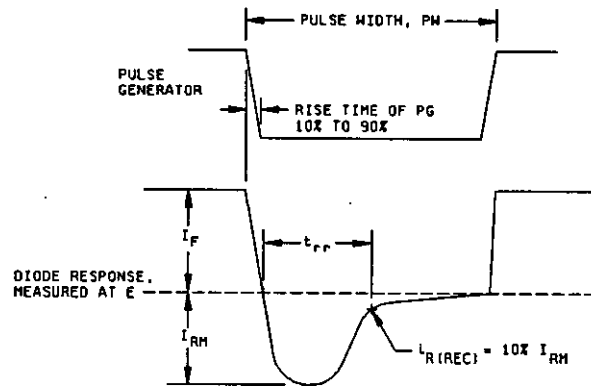 PULSE WIDTH, PW
PULSE
GENERATOR
RISE TIME OF PG
10% TO 90%
I_F
t_rr
DIODE RESPONSE,
MEASURED AT E
I_RM
i_R(REC) = 10% I_RM